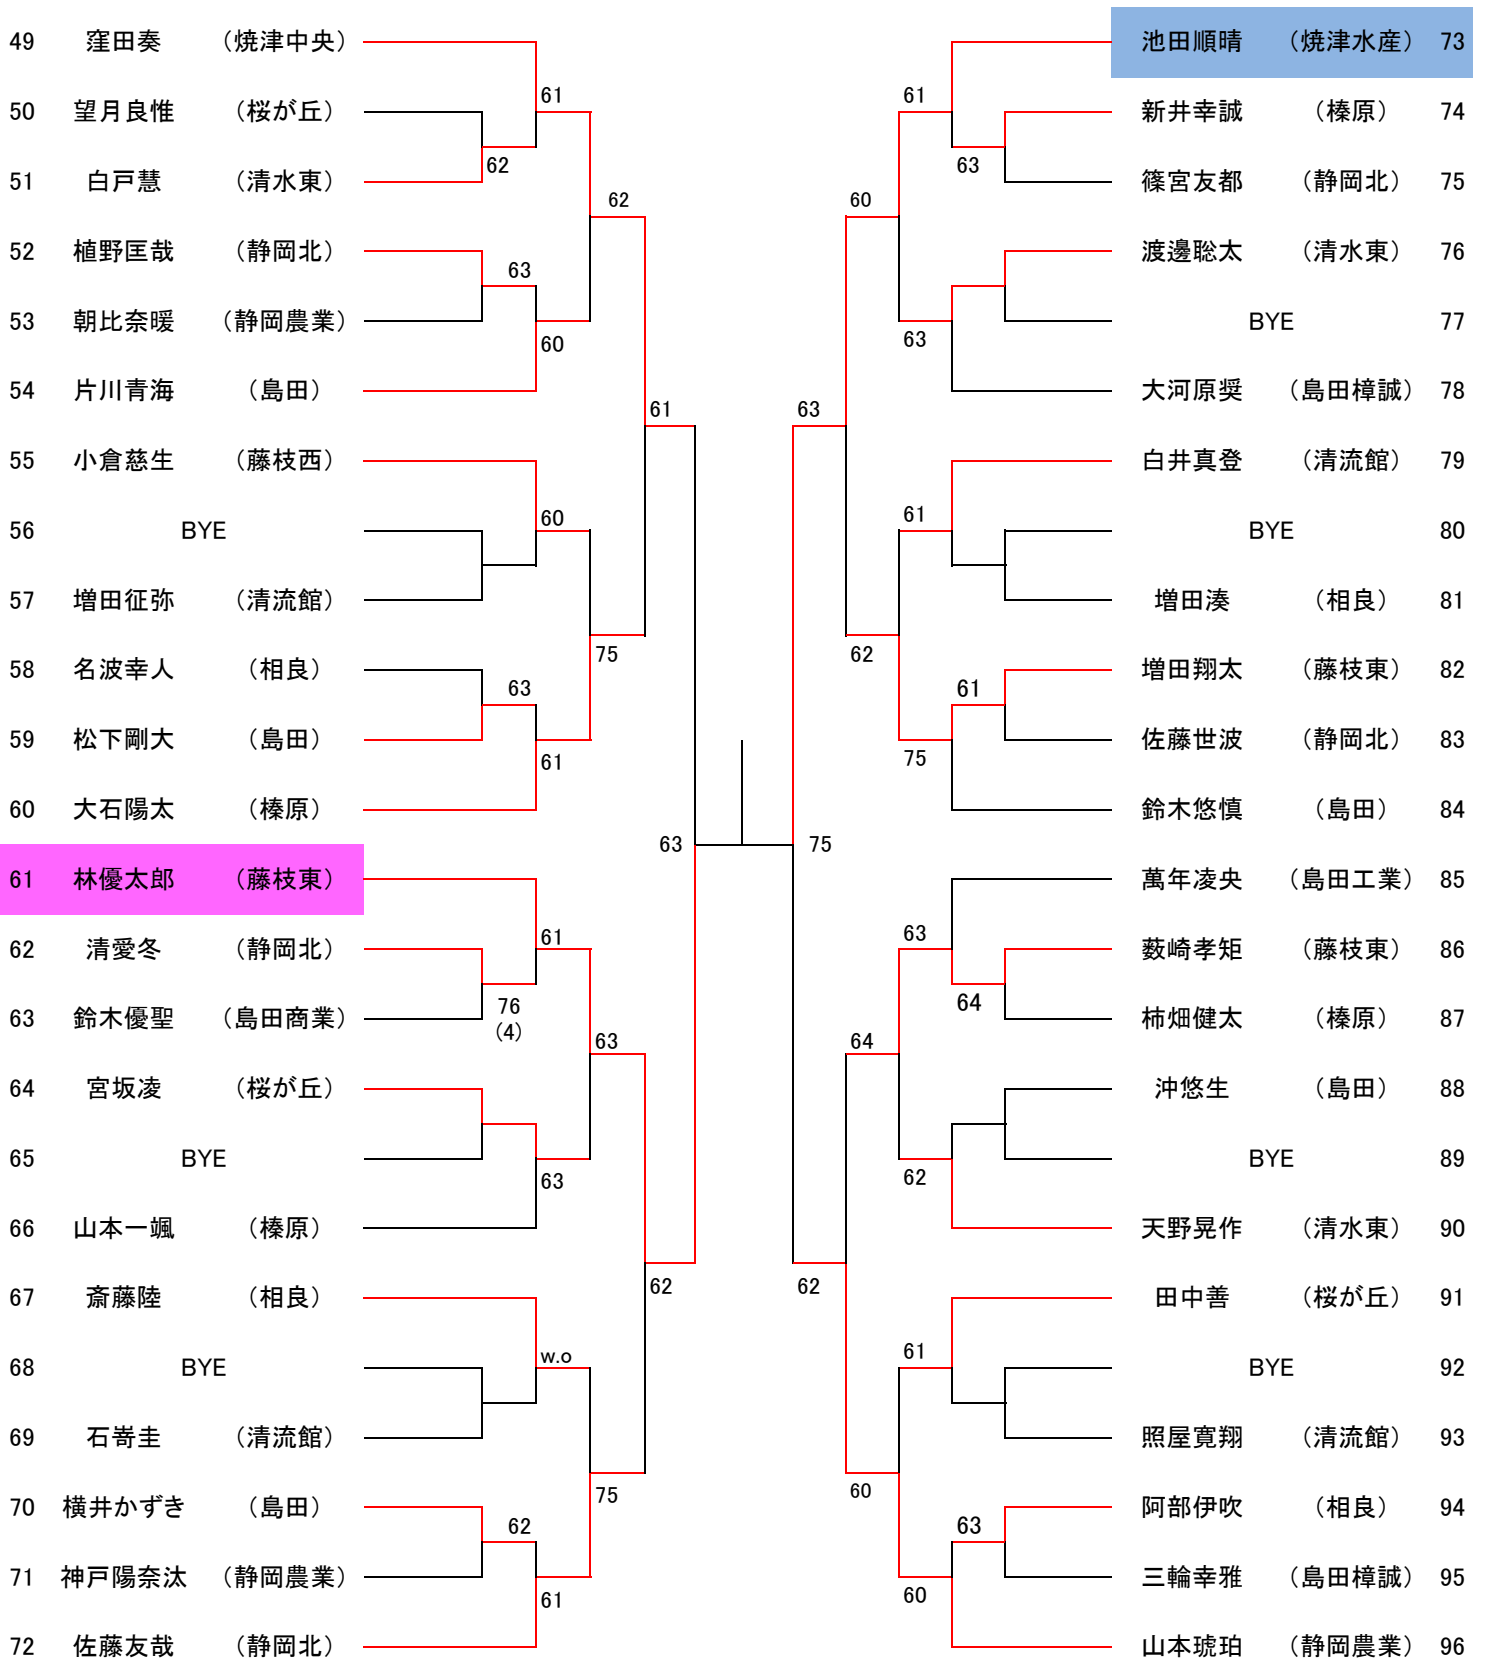 49 窪田奏 （焼津中央）
50 望月良惟 （桜が丘）
51 白戸慧 （清水東）
52 植野匡哉 （静岡北）
53 朝比奈暖 （静岡農業）
54 片川青海 （島田）
55 小倉慈生 （藤枝西）
56 BYE
57 増田征弥 （清流館）
58 名波幸人 （相良）
59 松下剛大 （島田）
60 大石陽太 （榛原）
61 林優太郎 （藤枝東）
62 清愛冬 （静岡北）
63 鈴木優聖 （島田商業）
64 宮坂凌 （桜が丘）
65 BYE
66 山本一颯 （榛原）
67 斎藤陸 （相良）
68 BYE
69 石嵜圭 （清流館）
70 横井かずき （島田）
71 神戸陽奈汰 （静岡農業）
72 佐藤友哉 （静岡北）
61
62
62
63
60
61
60
75
63
61
63
61
76
(4)
63
63
62
w.o
75
62
61
池田順晴 （焼津水産） 73
新井幸誠 （榛原） 74
篠宮友都 （静岡北） 75
渡邊聡太 （清水東） 76
BYE 77
大河原奨 （島田樟誠） 78
白井真登 （清流館） 79
BYE 80
増田湊 （相良） 81
増田翔太 （藤枝東） 82
佐藤世波 （静岡北） 83
鈴木悠慎 （島田） 84
萬年凌央 （島田工業） 85
薮崎孝矩 （藤枝東） 86
柿畑健太 （榛原） 87
沖悠生 （島田） 88
BYE 89
天野晃作 （清水東） 90
田中善 （桜が丘） 91
BYE 92
照屋寛翔 （清流館） 93
阿部伊吹 （相良） 94
三輪幸雅 （島田樟誠） 95
山本琥珀 （静岡農業） 96
61
63
60
63
63
61
62
61
75
75
63
64
64
62
62
61
60
63
60